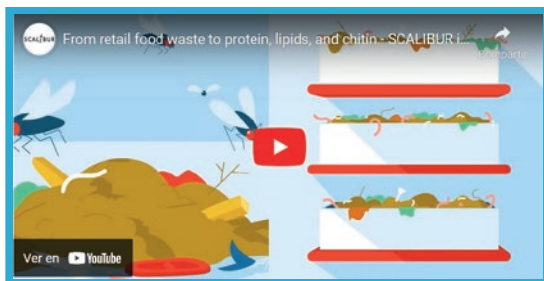 SCALIBUR
From retail food waste to protein, lipids, and chitin - SCALIBUR i...
Compartir
Ver en YouTube